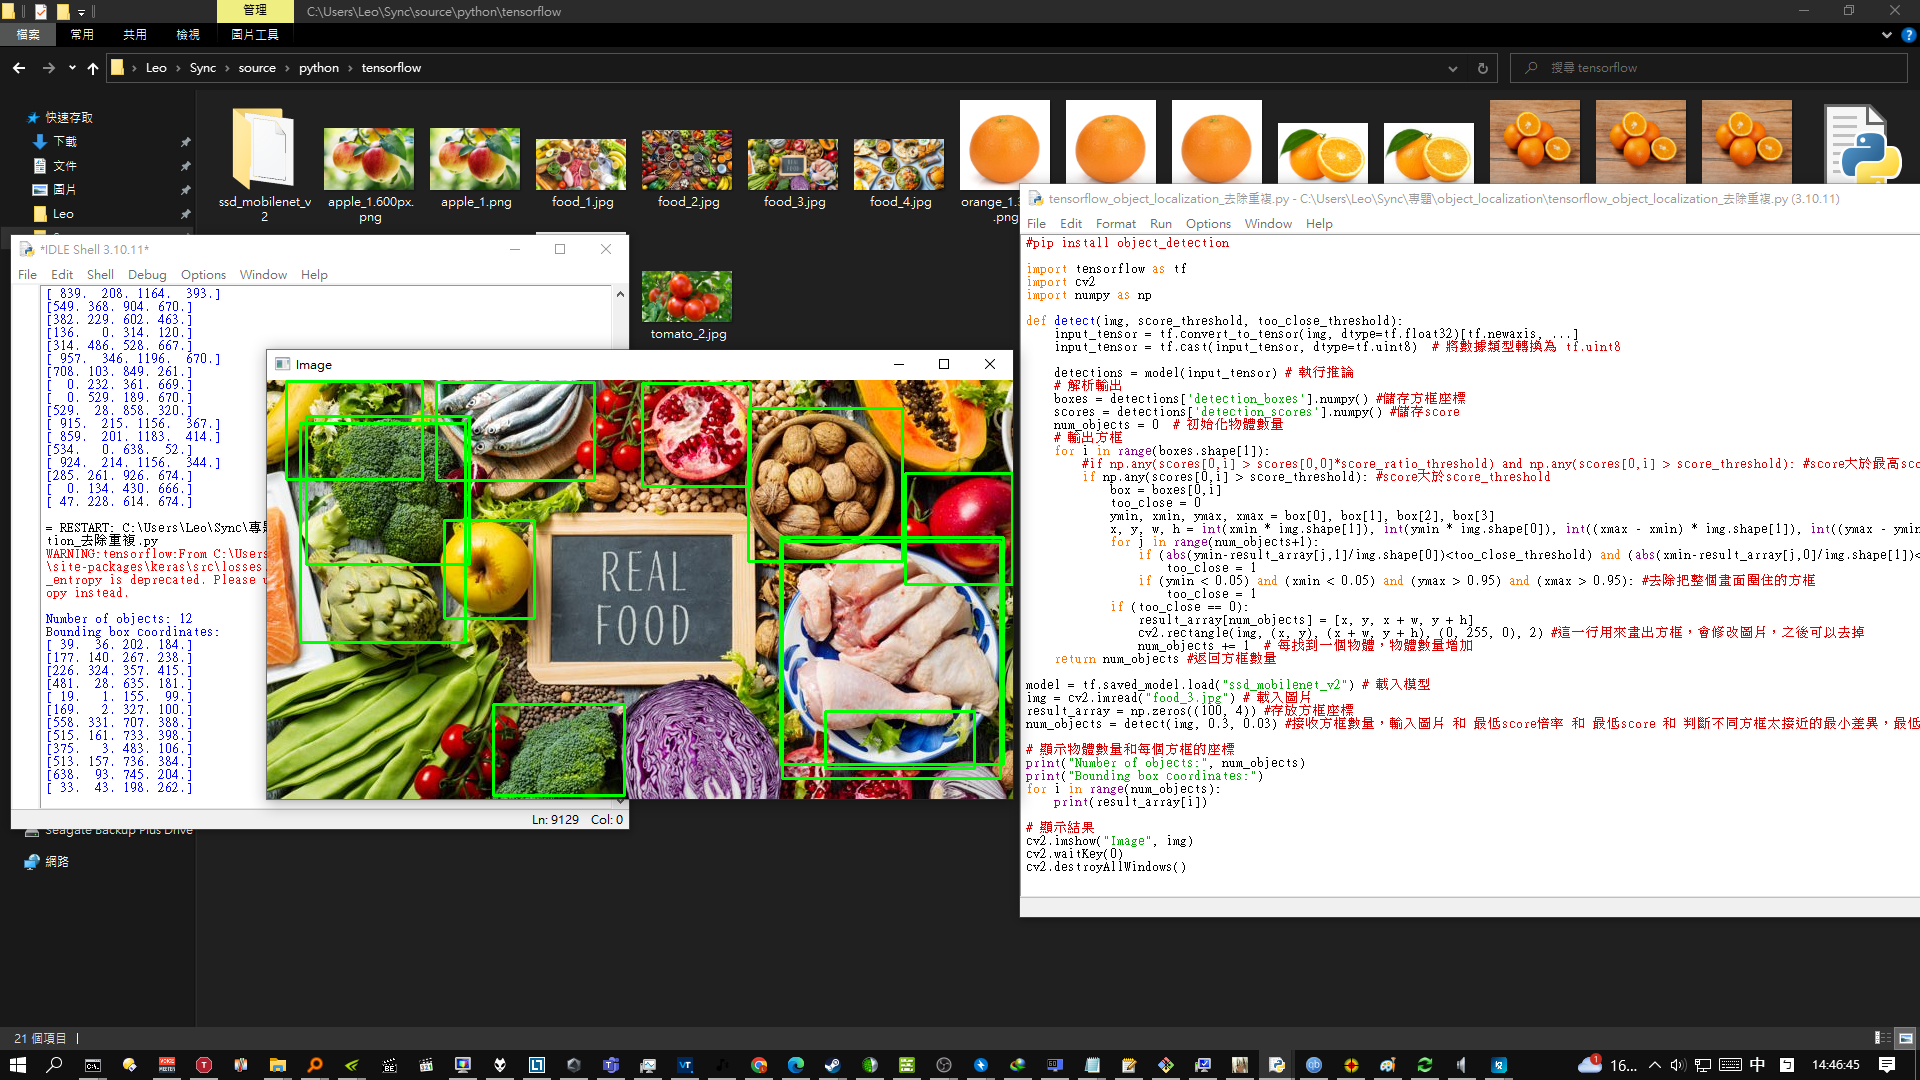 管理
C:\Users\Leo\Sync\source\python\tensorflow
檔案
常用
共用
檢視
圖片工具
Leo
Sync
source
python
tensorflow
搜尋 tensorflow
快速存取
下載
文件
圖片
Leo
ssd_mobilenet_v2
apple_1.600px.png
apple_1.png
food_1.jpg
food_2.jpg
food_3.jpg
food_4.jpg
tomato_2.jpg
*IDLE Shell 3.10.11*
File Edit Shell Debug Options Window Help
[ 839. 208. 1164. 393.]
[549. 368. 904. 670.]
[382. 229. 602. 463.]
[136. 0. 314. 120.]
[314. 486. 528. 667.]
[ 957. 346. 1196. 670.]
[708. 103. 849. 261.]
[ 0. 232. 361. 669.]
[ 0. 529. 189. 670.]
[529. 28. 858. 320.]
[ 915. 215. 1156. 367.]
[ 859. 201. 1183. 414.]
[534. 0. 638. 52.]
[ 924. 214. 1156. 344.]
[285. 261. 926. 674.]
[ 0. 134. 430. 666.]
[ 47. 228. 614. 674.]
= RESTART: C:\Users\Leo\Sync\專
tion_去除重複.py
WARNING:tensorflow:From C:\Users
\site-packages\keras\src\losses
_entropy is deprecated. Please u
opy instead.
Number of objects: 12
Bounding box coordinates:
[ 39. 36. 202. 184.]
[177. 140. 267. 238.]
[226. 324. 357. 415.]
[481. 28. 635. 181.]
[ 19. 1. 155. 99.]
[169. 2. 327. 100.]
[558. 331. 707. 388.]
[515. 161. 733. 398.]
[375. 3. 483. 106.]
[513. 157. 736. 384.]
[638. 93. 745. 204.]
[ 33. 43. 198. 262.]
Ln: 9129 Col: 0
Image
REAL
FOOD
tensorflow_object_localization_去除重複.py - C:\Users\Leo\Sync\專題\object_localization\tensorflow_object_localization_去除重複.py (3.10.11)
File Edit Format Run Options Window Help
#pip install object_detection
import tensorflow as tf
import cv2
import numpy as np
def detect(img, score_threshold, too_close_threshold):
input_tensor = tf.convert_to_tensor(img, dtype=tf.float32)[tf.newaxis, ...]
input_tensor = tf.cast(input_tensor, dtype=tf.uint8) # 將數據類型轉換為 tf.uint8
detections = model(input_tensor) # 執行推論
# 解析輸出
boxes = detections['detection_boxes'].numpy() #儲存方框座標
scores = detections['detection_scores'].numpy() #儲存score
num_objects = 0 # 初始化物體數量
# 輸出方框
for i in range(boxes.shape[1]):
#if np.any(scores[0,i] > scores[0,0]*score_ratio_threshold) and np.any(scores[0,i] > score_threshold): #score大於最高sco
if np.any(scores[0,i] > score_threshold): #score大於score_threshold
box = boxes[0,i]
too_close = 0
ymin, xmin, ymax, xmax = box[0], box[1], box[2], box[3]
x, y, w, h = int(xmin * img.shape[1]), int(ymin * img.shape[0]), int((xmax - xmin) * img.shape[1]), int((ymax - ymin
for j in range(num_objects+1):
if (abs(ymin-result_array[j,1]/img.shape[0])<too_close_threshold) and (abs(xmin-result_array[j,0]/img.shape[1])<
too_close = 1
if (ymin < 0.05) and (xmin < 0.05) and (ymax > 0.95) and (xmax > 0.95): #去除把整個畫面圈住的方框
too_close = 1
if (too_close == 0):
result_array[num_objects] = [x, y, x + w, y + h]
cv2.rectangle(img, (x, y), (x + w, y + h), (0, 255, 0), 2) #這一行用來畫出方框，會修改圖片，之後可以去掉
num_objects += 1 # 每找到一個物體，物體數量增加
return num_objects #返回方框數量
model = tf.saved_model.load("ssd_mobilenet_v2") # 載入模型
img = cv2.imread("food_3.jpg") # 載入圖片
result_array = np.zeros((100, 4)) #存放方框座標
num_objects = detect(img, 0.3, 0.03) #接收方框數量，輸入圖片 和 最低score倍率 和 最低score 和 判斷不同方框太接近的最小差異，最低
# 顯示物體數量和每個方框的座標
print("Number of objects:", num_objects)
print("Bounding box coordinates:")
for i in range(num_objects):
print(result_array[i])
# 顯示結果
cv2.imshow("Image", img)
cv2.waitKey(0)
cv2.destroyAllWindows()
Seagate Backup Plus Drive
網路
21 個項目
16...
中
14:46:45